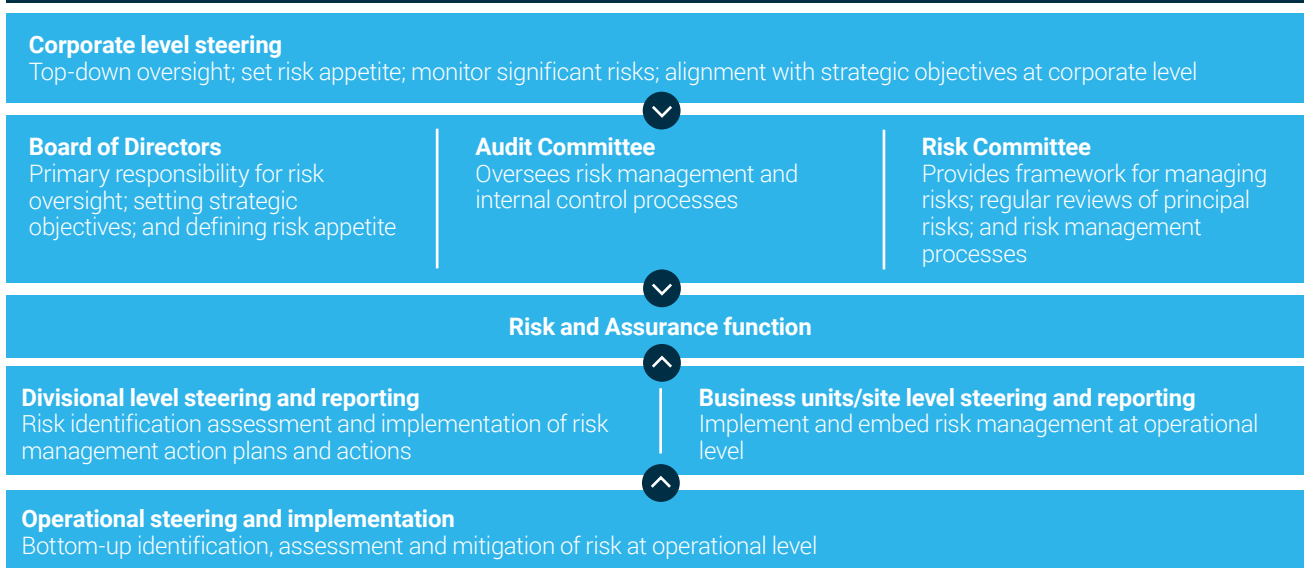 Corporate level steering
Top-down oversight; set risk appetite; monitor significant risks; alignment with strategic objectives at corporate level
Board of Directors
Primary responsibility for risk
oversight; setting strategic
objectives; and defining risk appetite
Audit Committee
Oversees risk management and
internal control processes
Risk Committee
Provides framework for managing
risks; regular reviews of principal
risks; and risk management
processes
Risk and Assurance function
Divisional level steering and reporting
Risk identification assessment and implementation of risk
management action plans and actions
Business units/site level steering and reporting
Implement and embed risk management at operational
level
Operational steering and implementation
Bottom-up identification, assessment and mitigation of risk at operational level